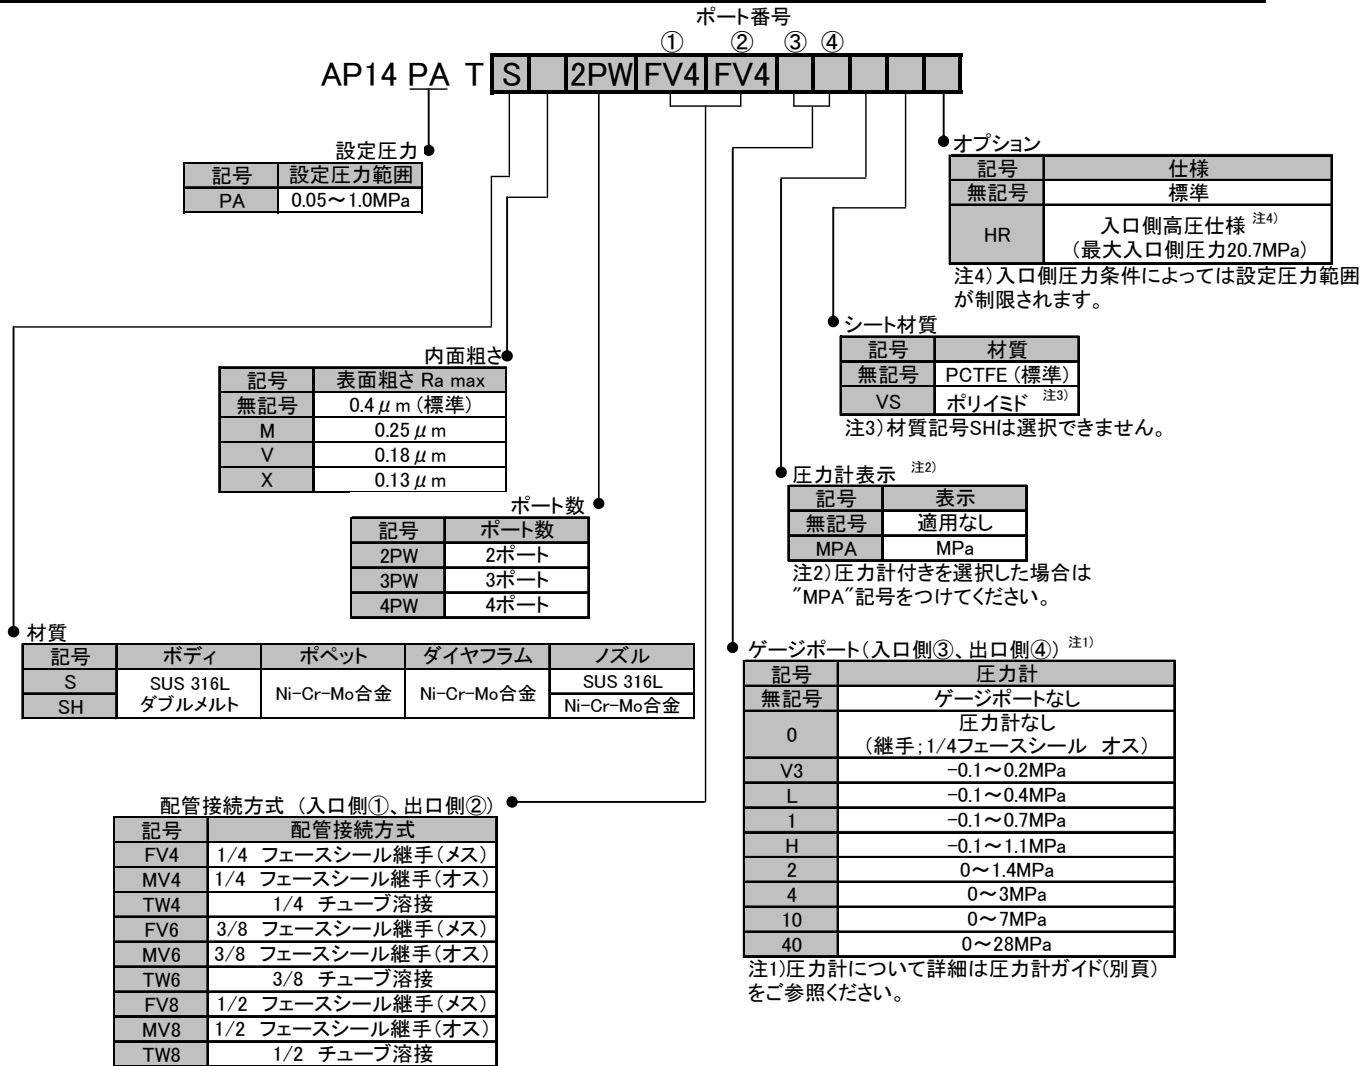 ポート番号
① ② ③ ④
AP14 PA T S 2PW FV4 FV4
設定圧力
記号 設定圧力範囲
PA 0.05～1.0MPa
オプション
記号 仕様
無記号 標準
HR 入口側高圧仕様 注4)
(最大入口側圧力20.7MPa)
注4)入口側圧力条件によっては設定圧力範囲
が制限されます。
シート材質
記号 材質
無記号 PCTFE(標準)
VS ポリイミド 注3)
注3)材質記号SHは選択できません。
内面粗さ
記号 表面粗さ Ra max
無記号 0.4μm(標準)
M 0.25μm
V 0.18μm
X 0.13μm
圧力計表示 注2)
記号 表示
無記号 適用なし
MPA MPa
注2)圧力計付きを選択した場合は
"MPA"記号をつけてください。
ポート数
記号 ポート数
2PW 2ポート
3PW 3ポート
4PW 4ポート
材質
記号 ボディ ポペット ダイヤフラム ノズル
S SUS 316L ダブルメルト Ni-Cr-Mo合金 Ni-Cr-Mo合金 SUS 316L
SH Ni-Cr-Mo合金
ゲージポート(入口側③、出口側④) 注1)
記号 圧力計
無記号 ゲージポートなし
0 圧力計なし
(継手;1/4フェースシール オス)
V3 -0.1～0.2MPa
L -0.1～0.4MPa
1 -0.1～0.7MPa
H -0.1～1.1MPa
2 0～1.4MPa
4 0～3MPa
10 0～7MPa
40 0～28MPa
注1)圧力計について詳細は圧力計ガイド(別頁)
をご参照ください。
配管接続方式 (入口側①、出口側②)
記号 配管接続方式
FV4 1/4 フェースシール継手(メス)
MV4 1/4 フェースシール継手(オス)
TW4 1/4 チューブ溶接
FV6 3/8 フェースシール継手(メス)
MV6 3/8 フェースシール継手(オス)
TW6 3/8 チューブ溶接
FV8 1/2 フェースシール継手(メス)
MV8 1/2 フェースシール継手(オス)
TW8 1/2 チューブ溶接